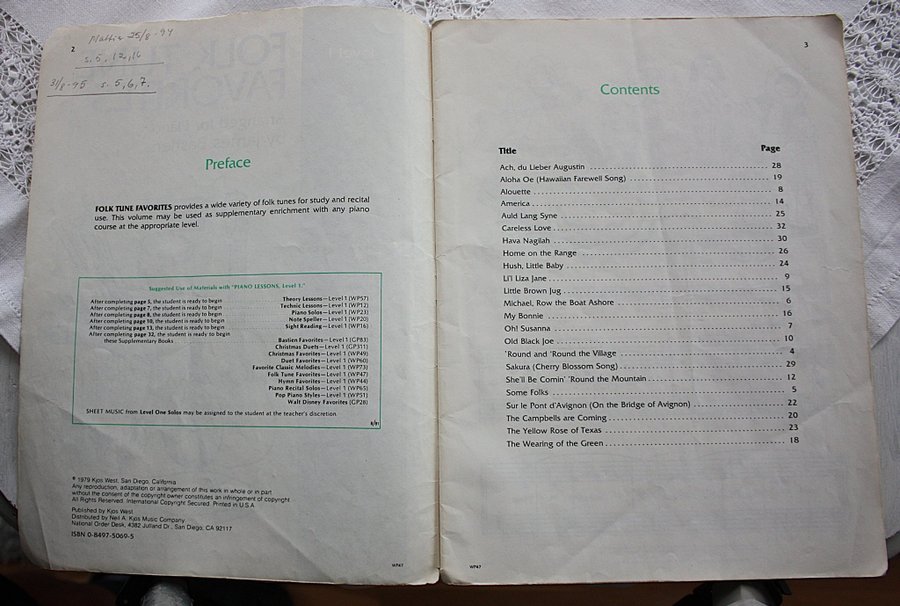 2
Mattie 25/8-94
s. 5, 12, 16
31/8-95 s. 5, 6, 7.
Preface
FOLK TUNE FAVORITES provides a wide variety of folk tunes for study and recital
use. This volume may be used as supplementary enrichment with any piano
course at the appropriate level.
Suggested Use of Materials with "PIANO LESSONS, Level 1."
After completing page 5, the student is ready to begin Theory Lessons—Level 1 (WP57)
After completing page 7, the student is ready to begin Technic Lessons—Level 1 (WP12)
After completing page 8, the student is ready to begin Piano Solos—Level 1 (WP23)
After completing page 10, the student is ready to begin Note Speller—Level 1 (WP20)
After completing page 13, the student is ready to begin Sight Reading—Level 1 (WP16)
After completing page 32, the student is ready to begin
these Supplementary Books
Bastien Favorites—Level 1 (GP83)
Christmas Duets—Level 1 (GP311)
Christmas Favorites—Level 1 (WP49)
Duet Favorites—Level 1 (WP60)
Favorite Classic Melodies—Level 1 (WP73)
Folk Tune Favorites—Level 1 (WP47)
Hymn Favorites—Level 1 (WP44)
Piano Recital Solos—Level 1 (WP65)
Pop Piano Styles—Level 1 (WP51)
Walt Disney Favorites (GP28)
SHEET MUSIC from Level One Solos may be assigned to the student at the teacher's discretion.
8/81
© 1979 Kjos West, San Diego, California
Any reproduction, adaptation or arrangement of this work in whole or in part
without the consent of the copyright owner constitutes an infringement of copyright.
All Rights Reserved. International Copyright Secured. Printed in U.S.A.
Published by Kjos West.
Distributed by Neil A. Kjos Music Company.
National Order Desk, 4382 Jutland Dr., San Diego, CA 92117
ISBN 0-8497-5069-5
WP47
3
Contents
Title Page
Ach, du Lieber Augustin 28
Aloha Oe (Hawaiian Farewell Song) 19
Alouette 8
America 14
Auld Lang Syne 25
Careless Love 32
Hava Nagilah 30
Home on the Range 26
Hush, Little Baby 24
Li'l Liza Jane 9
Little Brown Jug 15
Michael, Row the Boat Ashore 6
My Bonnie 16
Oh! Susanna 7
Old Black Joe 10
'Round and 'Round the Village 4
Sakura (Cherry Blossom Song) 29
She'll Be Comin' 'Round the Mountain 12
Some Folks 5
Sur le Pont d'Avignon (On the Bridge of Avignon) 22
The Campbells are Coming 20
The Yellow Rose of Texas 23
The Wearing of the Green 18
WP47